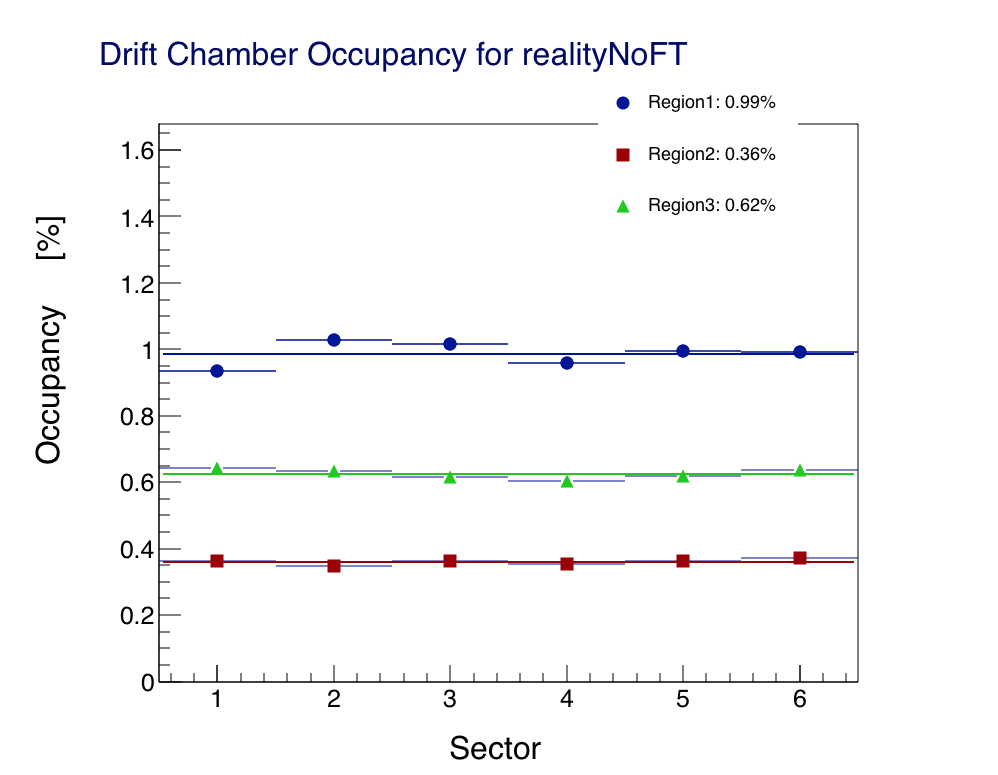 Drift Chamber Occupancy for realityNoFT
Region1: 0.99%
Region2: 0.36%
Region3: 0.62%
Occupancy [%]
1.6
1.4
1.2
1
0.8
0.6
0.4
0.2
0
1 2 3 4 5 6
Sector